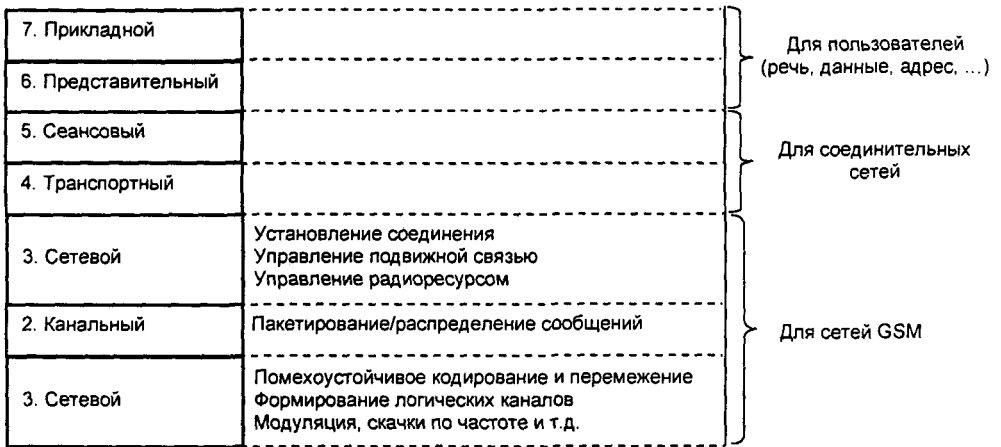 7. Прикладной
Для пользователей
(речь, данные, адрес, ...)
6. Представительный
5. Сеансовый
Для соединительных
сетей
4. Транспортный
3. Сетевой
Установление соединения
Управление подвижной связью
Управление радиоресурсом
2. Канальный
Пакетирование/распределение сообщений
Для сетей GSM
3. Сетевой
Помехоустойчивое кодирование и перемежение
Формирование логических каналов
Модуляция, скачки по частоте и т.д.